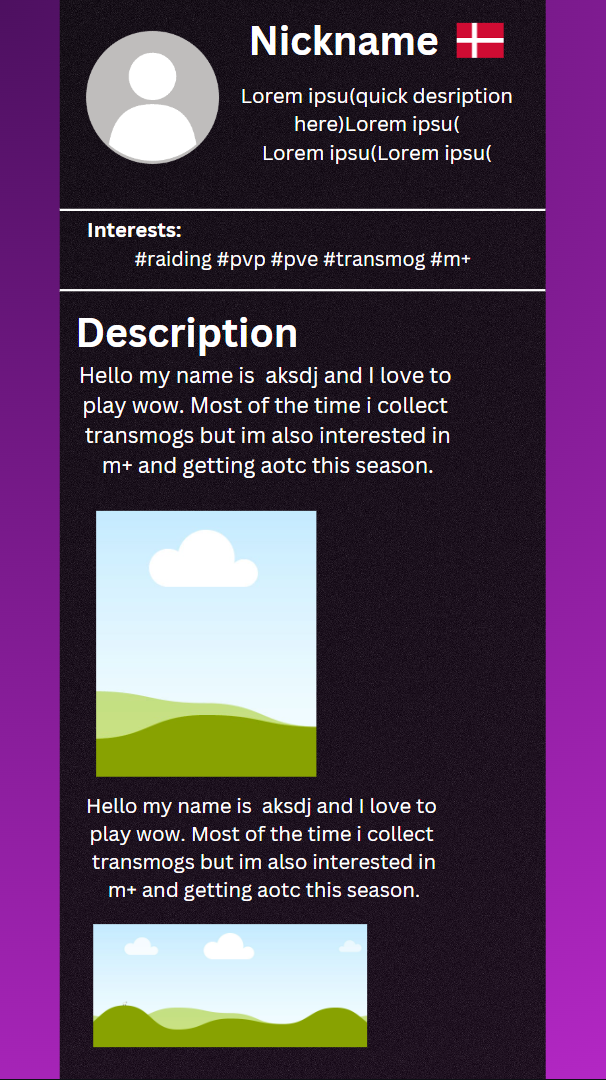 Nickname
Lorem ipsu(quick desription
here)Lorem ipsu(
Lorem ipsu(Lorem ipsu(
Interests:
#raiding #pvp #pve #transmog #m+
Description
Hello my name is  aksdj and I love to
play wow. Most of the time i collect
transmogs but im also interested in
m+ and getting aotc this season.
Hello my name is  aksdj and I love to
play wow. Most of the time i collect
transmogs but im also interested in
m+ and getting aotc this season.